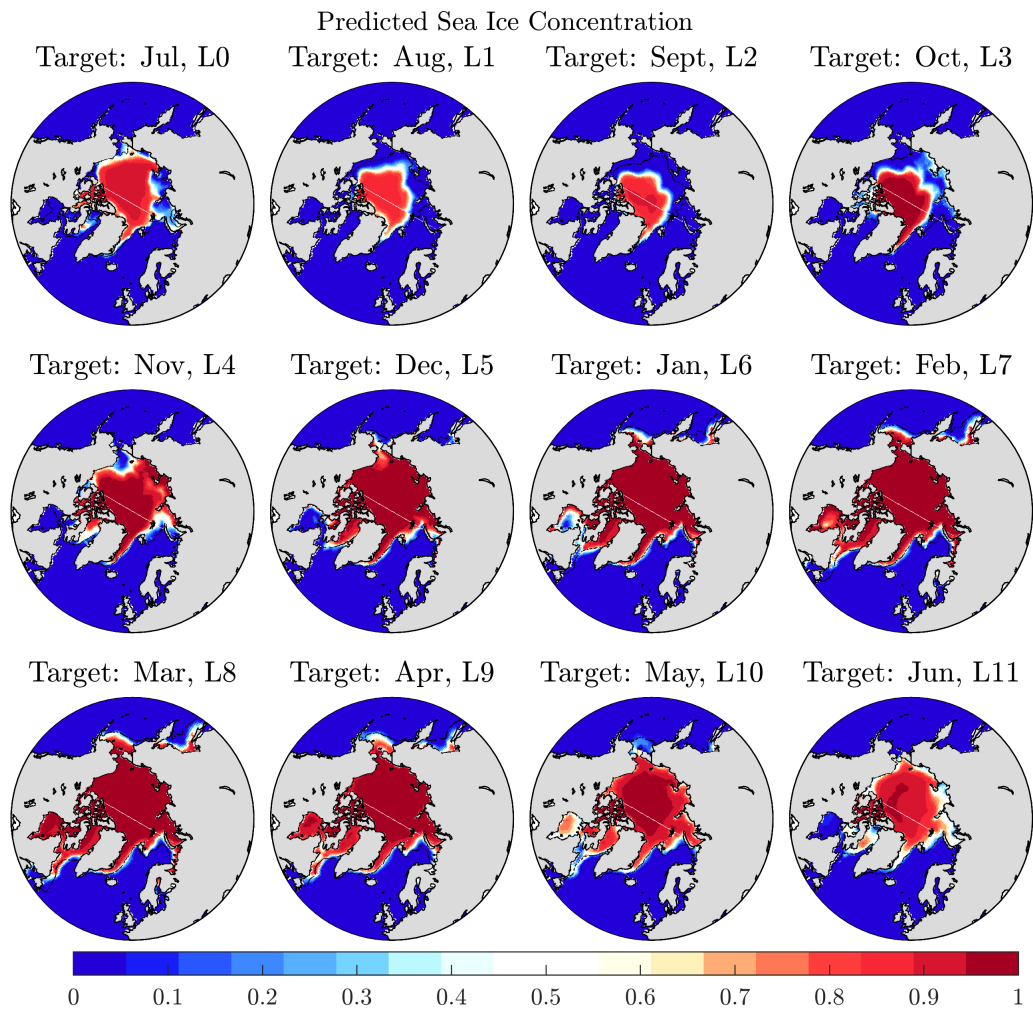 Predicted Sea Ice Concentration
Target: Jul, L0
Target: Aug, L1
Target: Sept, L2
Target: Oct, L3
Target: Nov, L4
Target: Dec, L5
Target: Jan, L6
Target: Feb, L7
Target: Mar, L8
Target: Apr, L9
Target: May, L10
Target: Jun, L11
0 0.1 0.2 0.3 0.4 0.5 0.6 0.7 0.8 0.9 1